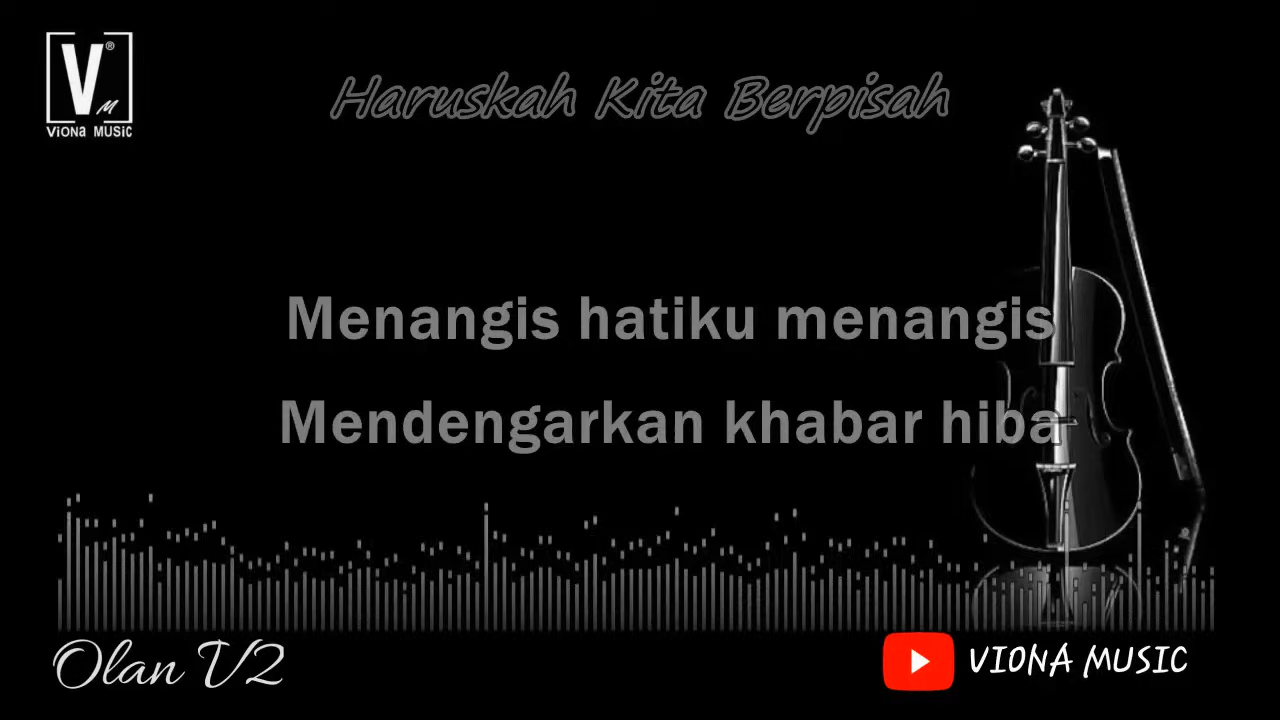 V®
M
ViONA MUSiC
Haruskah Kita Berpisah
Menangis hatiku menangis
Mendengarkan khabar hiba
Olan V2
VIONA MUSIC